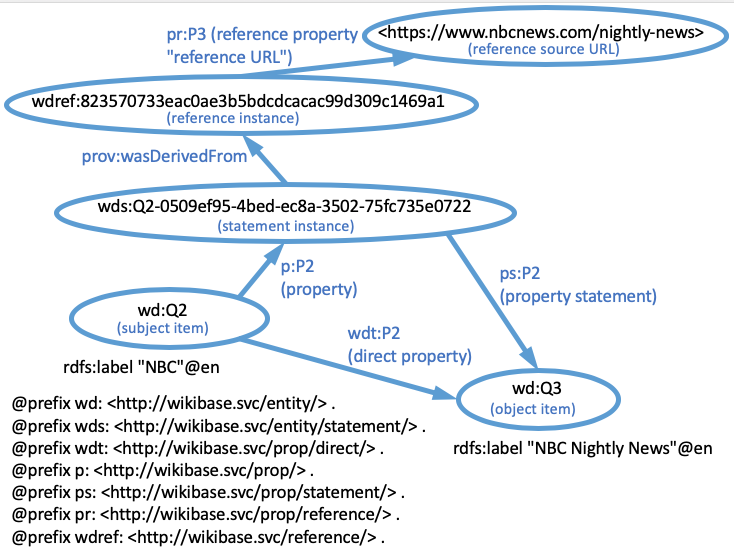 pr:P3 (reference property
"reference URL")
<https://www.nbcnews.com/nightly-news>
(reference source URL)
wdref:823570733eac0ae3b5bdcdcacac99d309c1469a1
(reference instance)
prov:wasDerivedFrom
wds:Q2-0509ef95-4bed-ec8a-3502-75fc735e0722
(statement instance)
p:P2
(property)
ps:P2
(property statement)
wd:Q2
(subject item)
rdfs:label "NBC"@en
wdt:P2
(direct property)
wd:Q3
(object item)
rdfs:label "NBC Nightly News"@en
@prefix wd: <http://wikibase.svc/entity/> .
@prefix wds: <http://wikibase.svc/entity/statement/> .
@prefix wdt: <http://wikibase.svc/prop/direct/> .
@prefix p: <http://wikibase.svc/prop/> .
@prefix ps: <http://wikibase.svc/prop/statement/> .
@prefix pr: <http://wikibase.svc/prop/reference/> .
@prefix wdref: <http://wikibase.svc/reference/> .